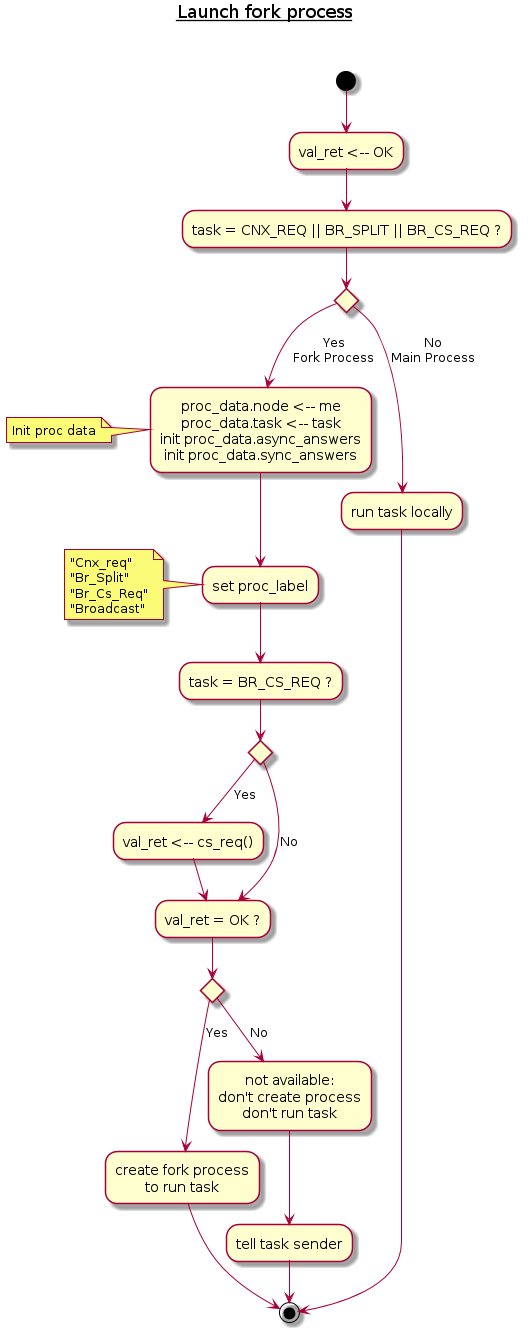 Launch fork process
val_ret <-- OK
task = CNX_REQ || BR_SPLIT || BR_CS_REQ ?
Yes
Fork Process
No
Main Process
proc_data.node <-- me
proc_data.task <-- task
init proc_data.async_answers
init proc_data.sync_answers
Init proc data
run task locally
"Cnx_req"
"Br_Split"
"Br_Cs_Req"
"Broadcast"
set proc_label
task = BR_CS_REQ ?
Yes
val_ret <-- cs_req()
No
val_ret = OK ?
Yes
No
not available:
don't create process
don't run task
create fork process
to run task
tell task sender